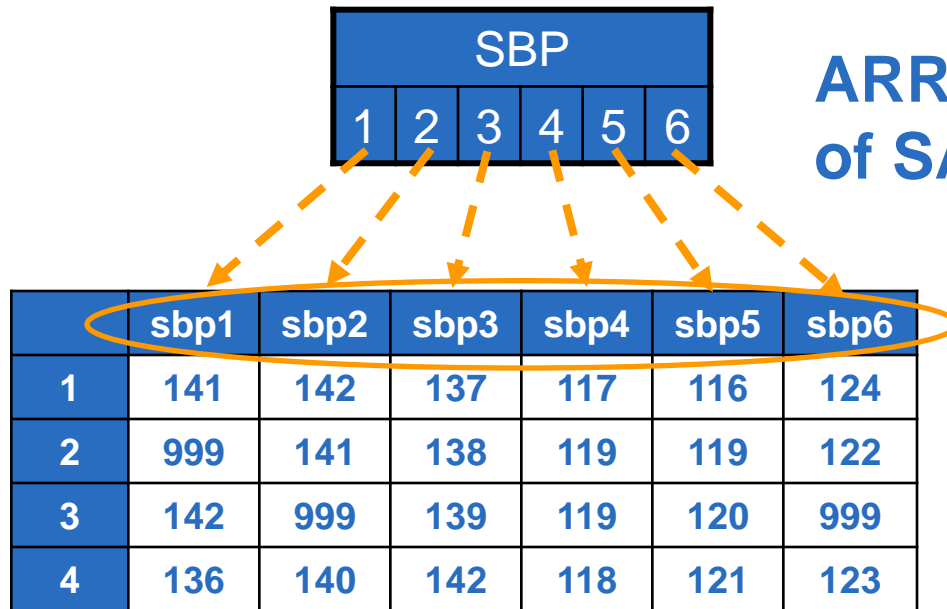 SBP
1 2 3 4 5 6
sbp1 sbp2 sbp3 sbp4 sbp5 sbp6
1 141 142 137 117 116 124
2 999 141 138 119 119 122
3 142 999 139 119 120 999
4 136 140 142 118 121 123
of